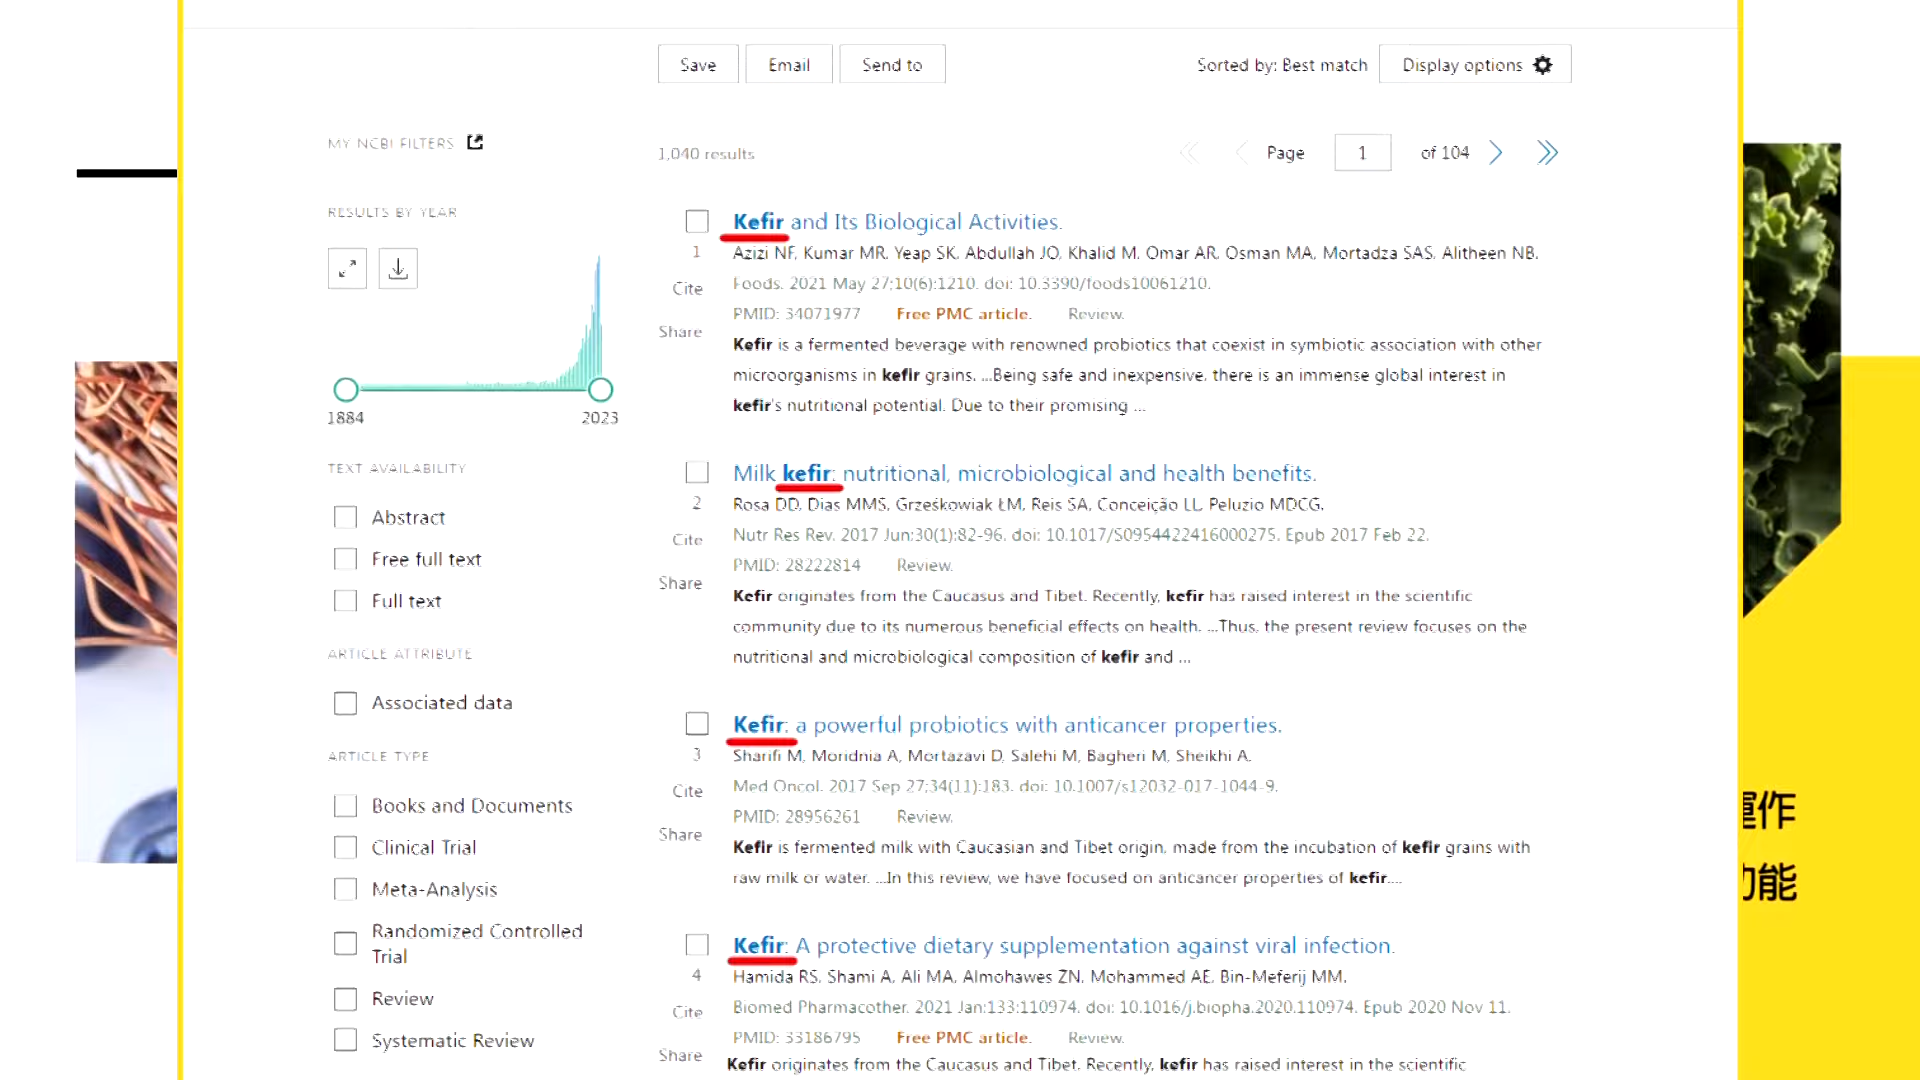 Save
Email
Send to
Sorted by: Best match
Display options
MY NCBI FILTERS
1,040 results
Page 1 of 104
RESULTS BY YEAR
1884
2023
TEXT AVAILABILITY
Abstract
Free full text
Full text
ARTICLE ATTRIBUTE
Associated data
ARTICLE TYPE
Books and Documents
Clinical Trial
Meta-Analysis
Randomized Controlled
Trial
Review
Systematic Review
Kefir and Its Biological Activities.
1
Azizi NF, Kumar MR, Yeap SK, Abdullah JO, Khalid M, Omar AR, Osman MA, Mortadza SAS, Alitheen NB.
Cite
Foods. 2021 May 27;10(6):1210. doi: 10.3390/foods10061210.
PMID: 34071977 Free PMC article. Review.
Share
Kefir is a fermented beverage with renowned probiotics that coexist in symbiotic association with other
microorganisms in kefir grains. ...Being safe and inexpensive, there is an immense global interest in
kefir's nutritional potential. Due to their promising ...
Milk kefir: nutritional, microbiological and health benefits.
2
Rosa DD, Dias MMS, Grześkowiak ŁM, Reis SA, Conceição LL, Peluzio MDCG.
Cite
Nutr Res Rev. 2017 Jun;30(1):82-96. doi: 10.1017/S0954422416000275. Epub 2017 Feb 22.
PMID: 28222814 Review.
Share
Kefir originates from the Caucasus and Tibet. Recently, kefir has raised interest in the scientific
community due to its numerous beneficial effects on health. ...Thus, the present review focuses on the
nutritional and microbiological composition of kefir and ...
Kefir: a powerful probiotics with anticancer properties.
3
Sharifi M, Moridnia A, Mortazavi D, Salehi M, Bagheri M, Sheikhi A.
Cite
Med Oncol. 2017 Sep 27;34(11):183. doi: 10.1007/s12032-017-1044-9.
PMID: 28956261 Review.
Share
Kefir is fermented milk with Caucasian and Tibet origin, made from the incubation of kefir grains with
raw milk or water. ...In this review, we have focused on anticancer properties of kefir....
Kefir: A protective dietary supplementation against viral infection.
4
Hamida RS, Shami A, Ali MA, Almohawes ZN, Mohammed AE, Bin-Meferij MM.
Cite
Biomed Pharmacother. 2021 Jan;133:110974. doi: 10.1016/j.biopha.2020.110974. Epub 2020 Nov 11.
PMID: 33186795 Free PMC article. Review.
Share
Kefir originates from the Caucasus and Tibet. Recently, kefir has raised interest in the scientific
運作
功能